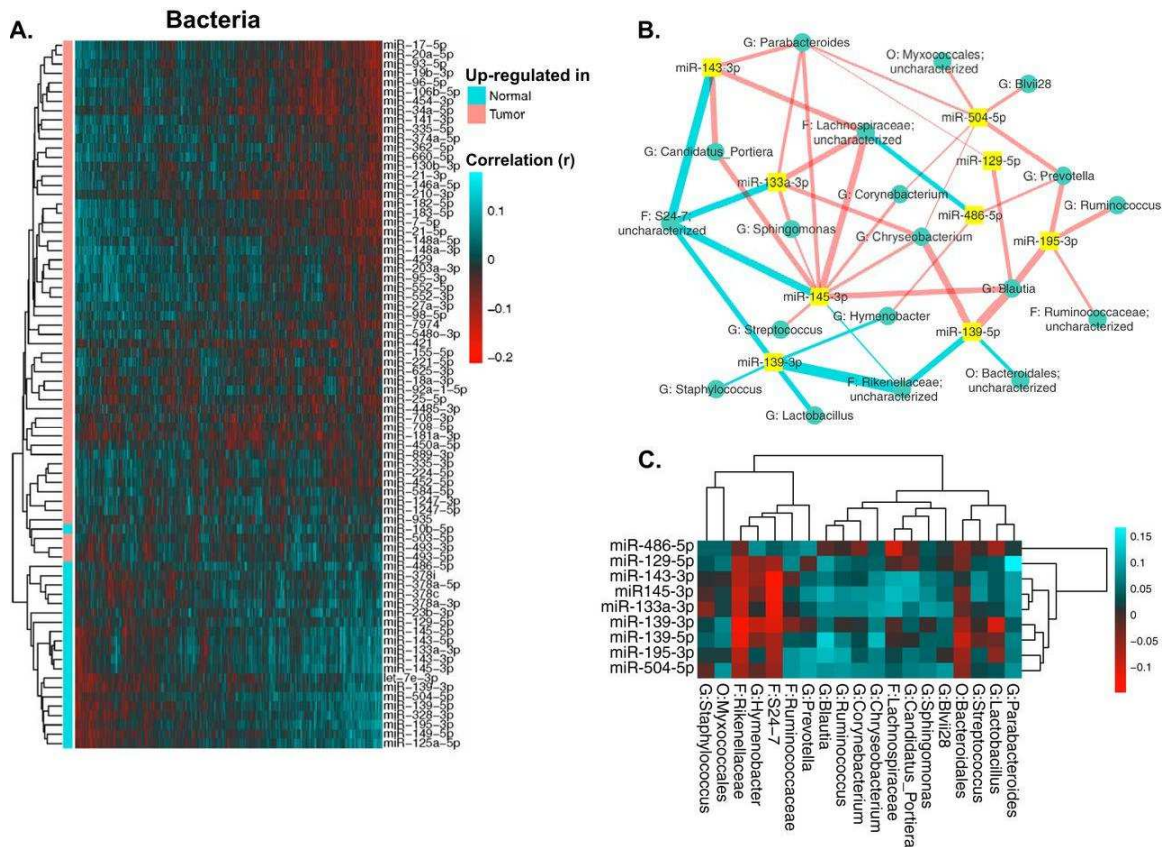 A.
Bacteria
miR-17-5p
miR-20a-5p
miR-93-5p
miR-19b-3p
miR-96-5p
miR-106b-5p
miR-454-3p
miR-34a-5p
miR-141-3p
miR-335-5p
miR-374a-5p
miR-362-5p
miR-660-5p
miR-130b-3p
miR-21-3p
miR-146a-5p
miR-210-3p
miR-182-5p
miR-183-5p
miR-7-5p
miR-21-5p
miR-148a-5p
miR-148a-3p
miR-429
miR-203a-3p
miR-95-3p
miR-552-5p
miR-552-3p
miR-27a-3p
miR-98-5p
miR-7974
miR-548o-3p
miR-421
miR-155-5p
miR-221-5p
miR-625-3p
miR-18a-3p
miR-92a-1-5p
miR-25-5p
miR-4485-3p
miR-708-3p
miR-708-5p
miR-181a-3p
miR-450a-5p
miR-889-3p
miR-335-3p
miR-224-5p
miR-452-5p
miR-584-5p
miR-1247-3p
miR-1247-5p
miR-935
miR-10b-5p
miR-503-5p
miR-493-3p
miR-493-5p
miR-486-5p
miR-378i
miR-378a-5p
miR-378c
miR-378a-3p
miR-23b-3p
miR-129-5p
miR-145-5p
miR-143-5p
miR-133a-3p
miR-143-3p
miR-145-3p
let-7e-3p
miR-139-3p
miR-504-5p
miR-139-5p
miR-328-3p
miR-195-3p
miR-149-5p
miR-125a-5p
Up-regulated in
Normal
Tumor
Correlation (r)
0.1
0
-0.1
-0.2
B.
G: Parabacteroides
O: Myxococcales;
uncharacterized
miR-143-3p
G: Blvii28
miR-504-5p
F: Lachnospiraceae;
uncharacterized
G: Candidatus_Portiera
miR-129-5p
miR-133a-3p
G: Prevotella
G: Corynebacterium
G: Ruminococcus
F: S24-7;
uncharacterized
miR-486-5p
G: Sphingomonas
G: Chryseobacterium
miR-195-3p
miR-145-3p
G: Blautia
G: Hymenobacter
F: Ruminococcaceae;
uncharacterized
G: Streptococcus
miR-139-5p
miR-139-3p
G: Staphylococcus
F: Rikenellaceae;
uncharacterized
O: Bacteroidales;
uncharacterized
G: Lactobacillus
C.
miR-486-5p
miR-129-5p
miR-143-3p
miR145-3p
miR-133a-3p
miR-139-3p
miR-139-5p
miR-195-3p
miR-504-5p
0.15
0.1
0.05
0
-0.05
-0.1
G:Staphylococcus
O:Myxococcales
F:Rikenellaceae
G:Hymenobacter
F:S24-7
F:Ruminococcaceae
G:Prevotella
G:Blautia
G:Ruminococcus
G:Corynebacterium
G:Chryseobacterium
F:Lachnospiraceae
G:Candidatus_Portiera
G:Sphingomonas
G:Blvii28
O:Bacteroidales
G:Streptococcus
G:Lactobacillus
G:Parabacteroides